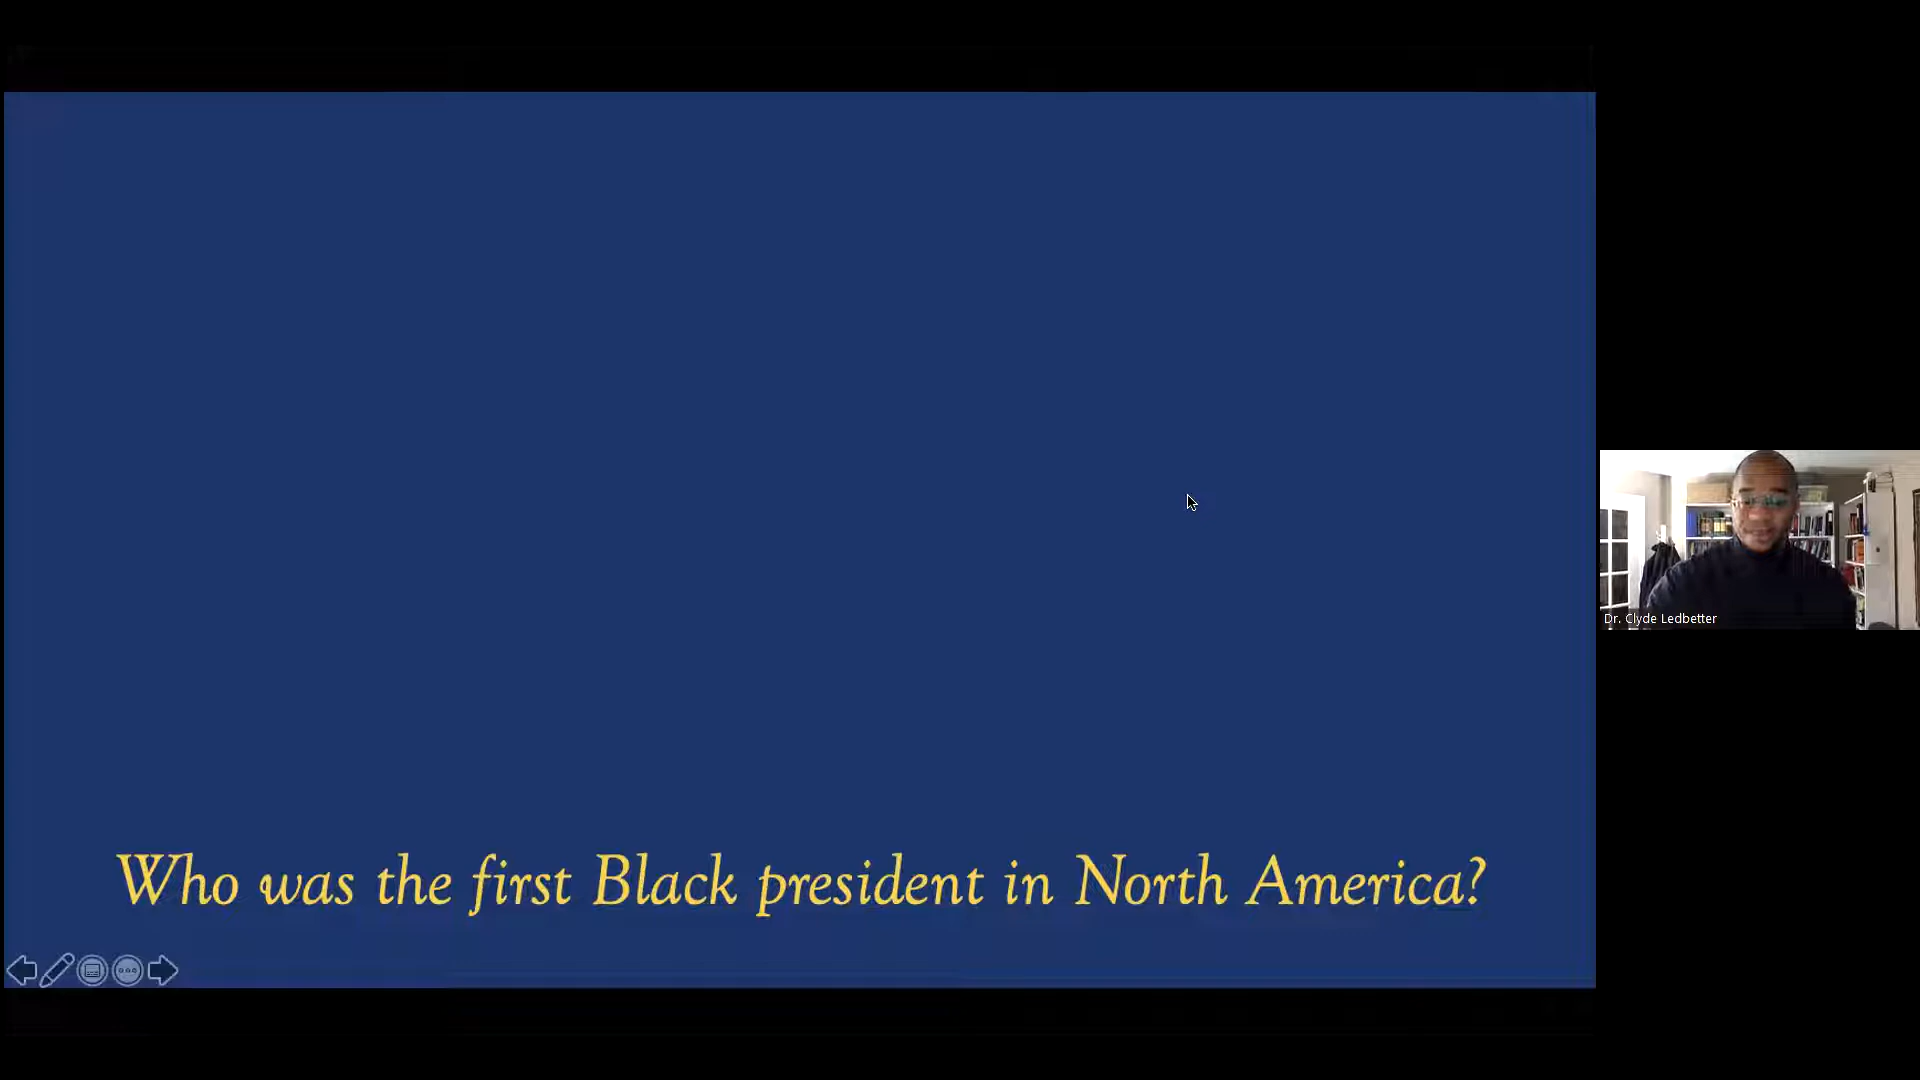 Who was the first Black president in North America?
Dr. Clyde Ledbetter